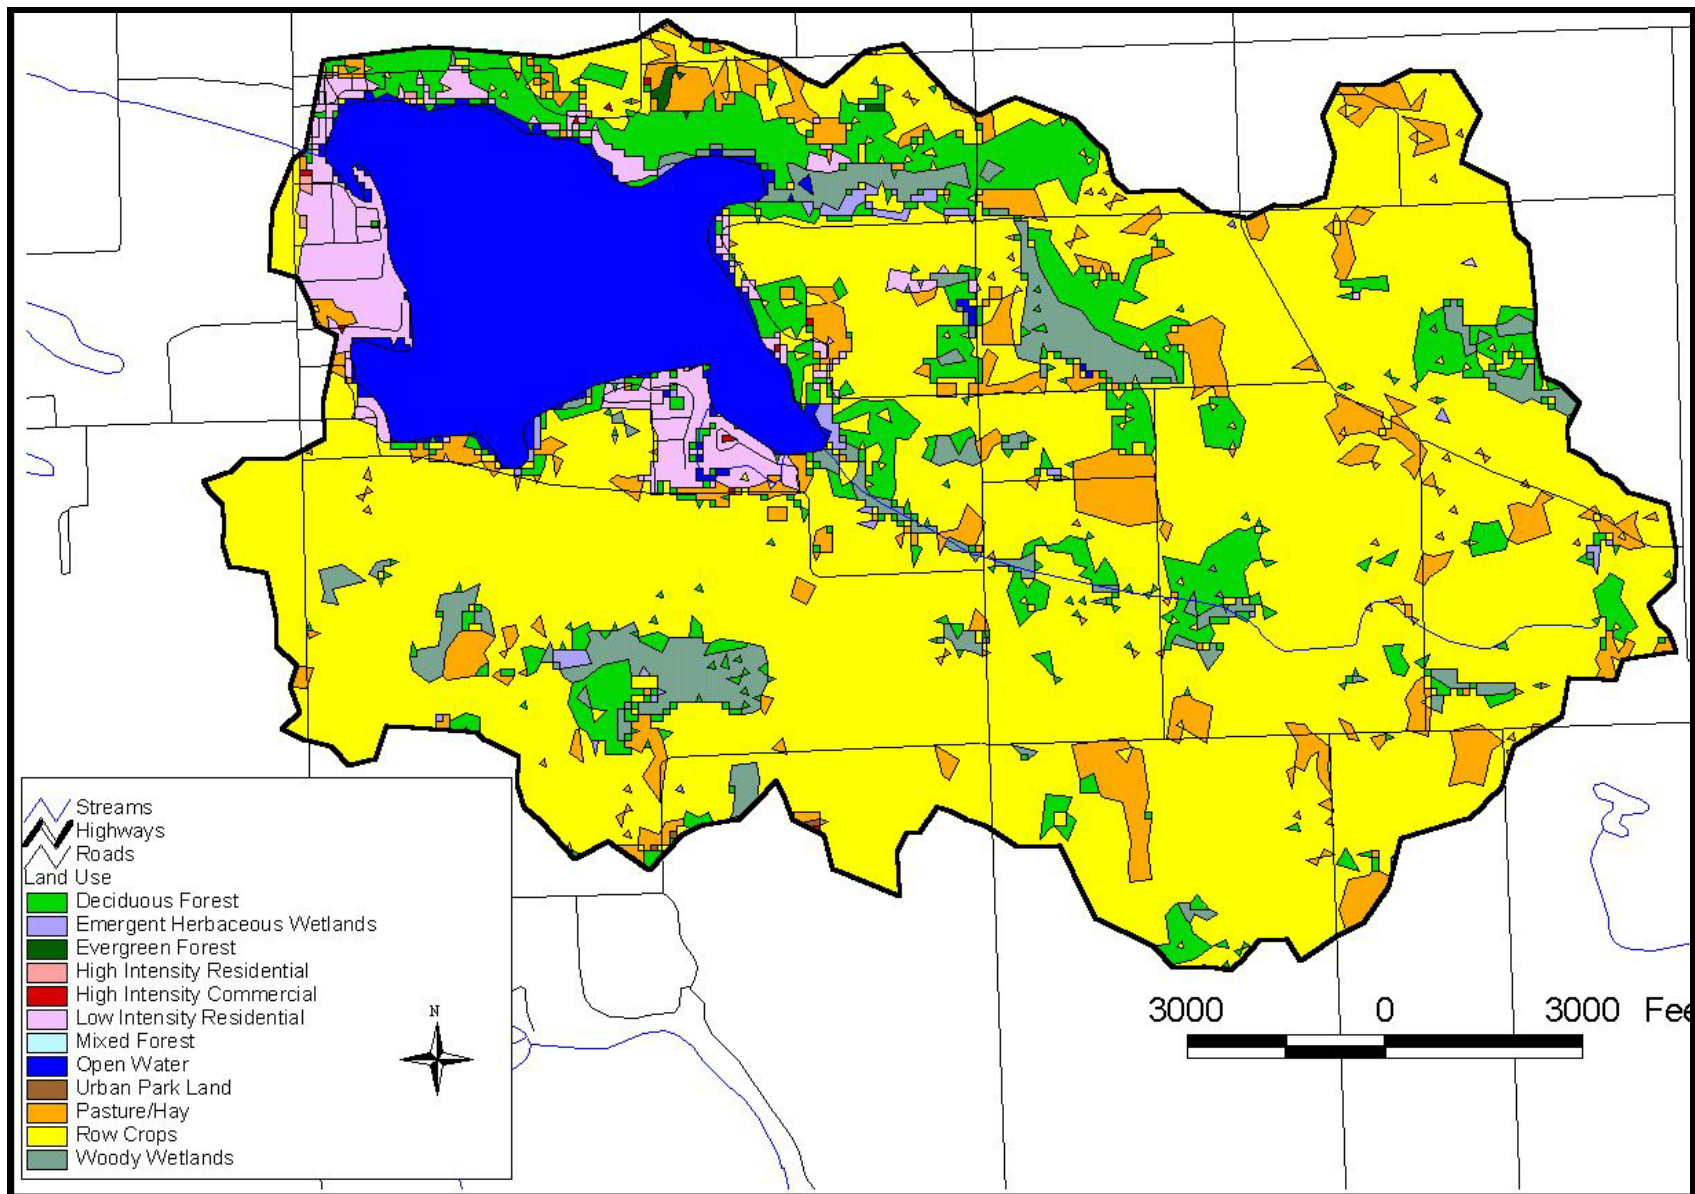 Streams
Highways
Roads
Land Use
Deciduous Forest
Emergent Herbaceous Wetlands
Evergreen Forest
High Intensity Residential
High Intensity Commercial
Low Intensity Residential
Mixed Forest
Open Water
Urban Park Land
Pasture/Hay
Row Crops
Woody Wetlands
N
3000 0 3000 Fee